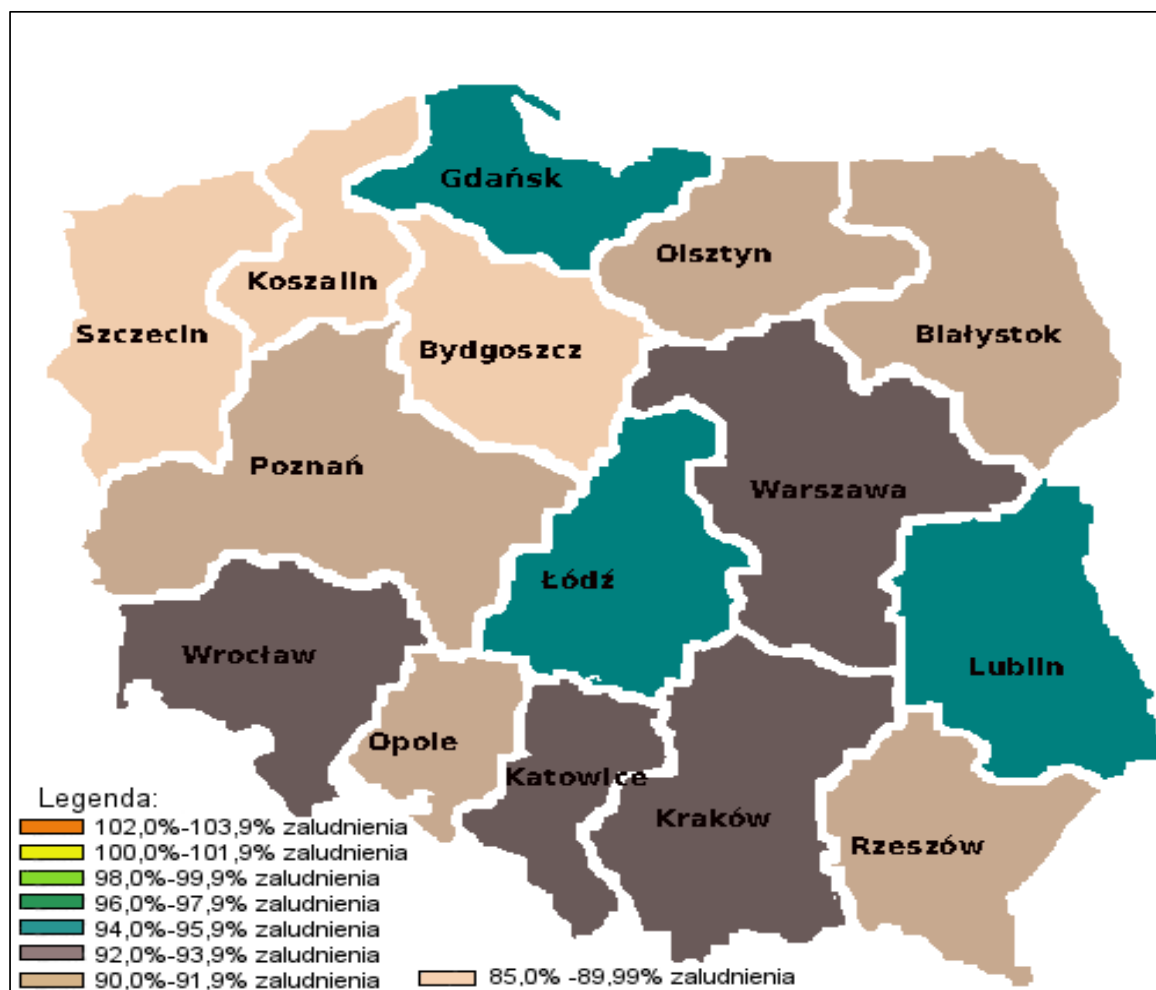 Gdańsk
Olsztyn
Koszalin
Szczecin
Bydgoszcz
Białystok
Poznań
Warszawa
Łódź
Wrocław
Lublin
Opole
Katowice
Kraków
Rzeszów
Legenda:
102,0%-103,9% zaludnienia
100,0%-101,9% zaludnienia
98,0%-99,9% zaludnienia
96,0%-97,9% zaludnienia
94,0%-95,9% zaludnienia
92,0%-93,9% zaludnienia
90,0%-91,9% zaludnienia
85,0% -89,99% zaludnienia